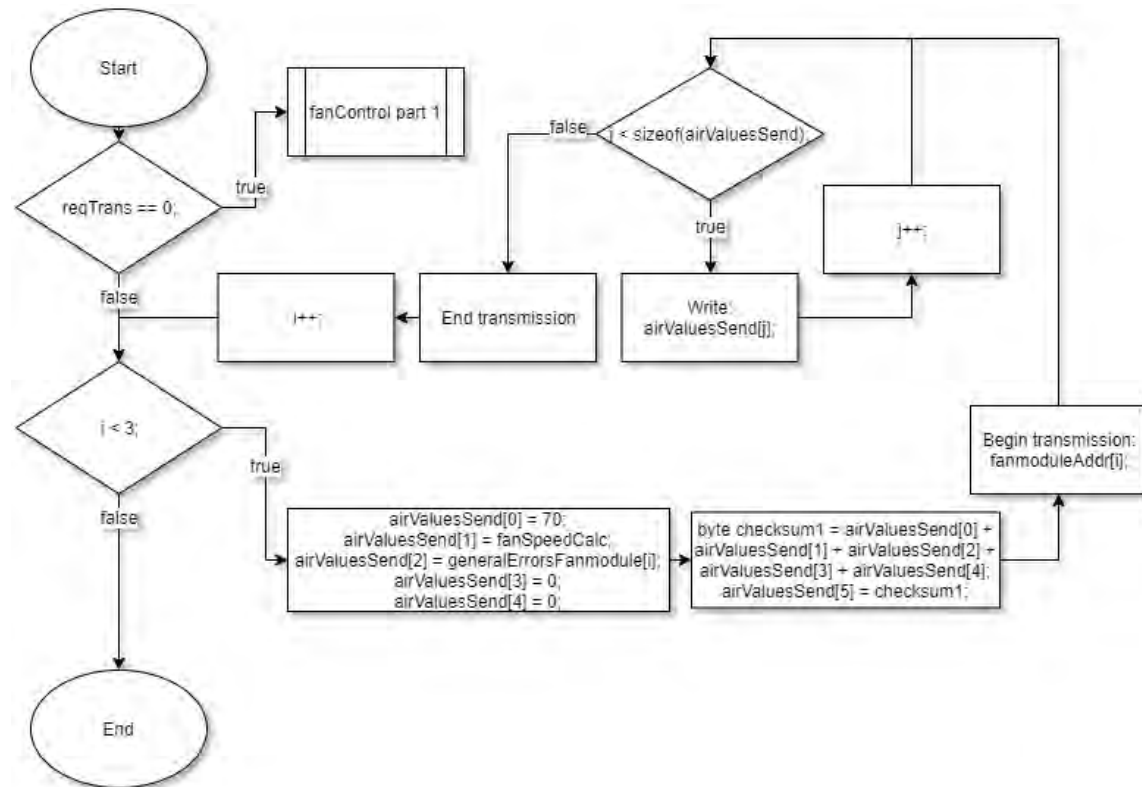 Start
fanControl part 1
true
reqTrans == 0;
false
j < sizeof(airValuesSend);
false
true
j++;
Write:
airValuesSend[j];
End transmission
i++;
i < 3;
true
false
airValuesSend[0] = 70;
airValuesSend[1] = fanSpeedCalc;
airValuesSend[2] = generalErrorsFanmodule[i];
airValuesSend[3] = 0;
airValuesSend[4] = 0;
byte checksum1 = airValuesSend[0] +
airValuesSend[1] + airValuesSend[2] +
airValuesSend[3] + airValuesSend[4];
airValuesSend[5] = checksum1;
Begin transmission:
fanmoduleAddr[i];
End